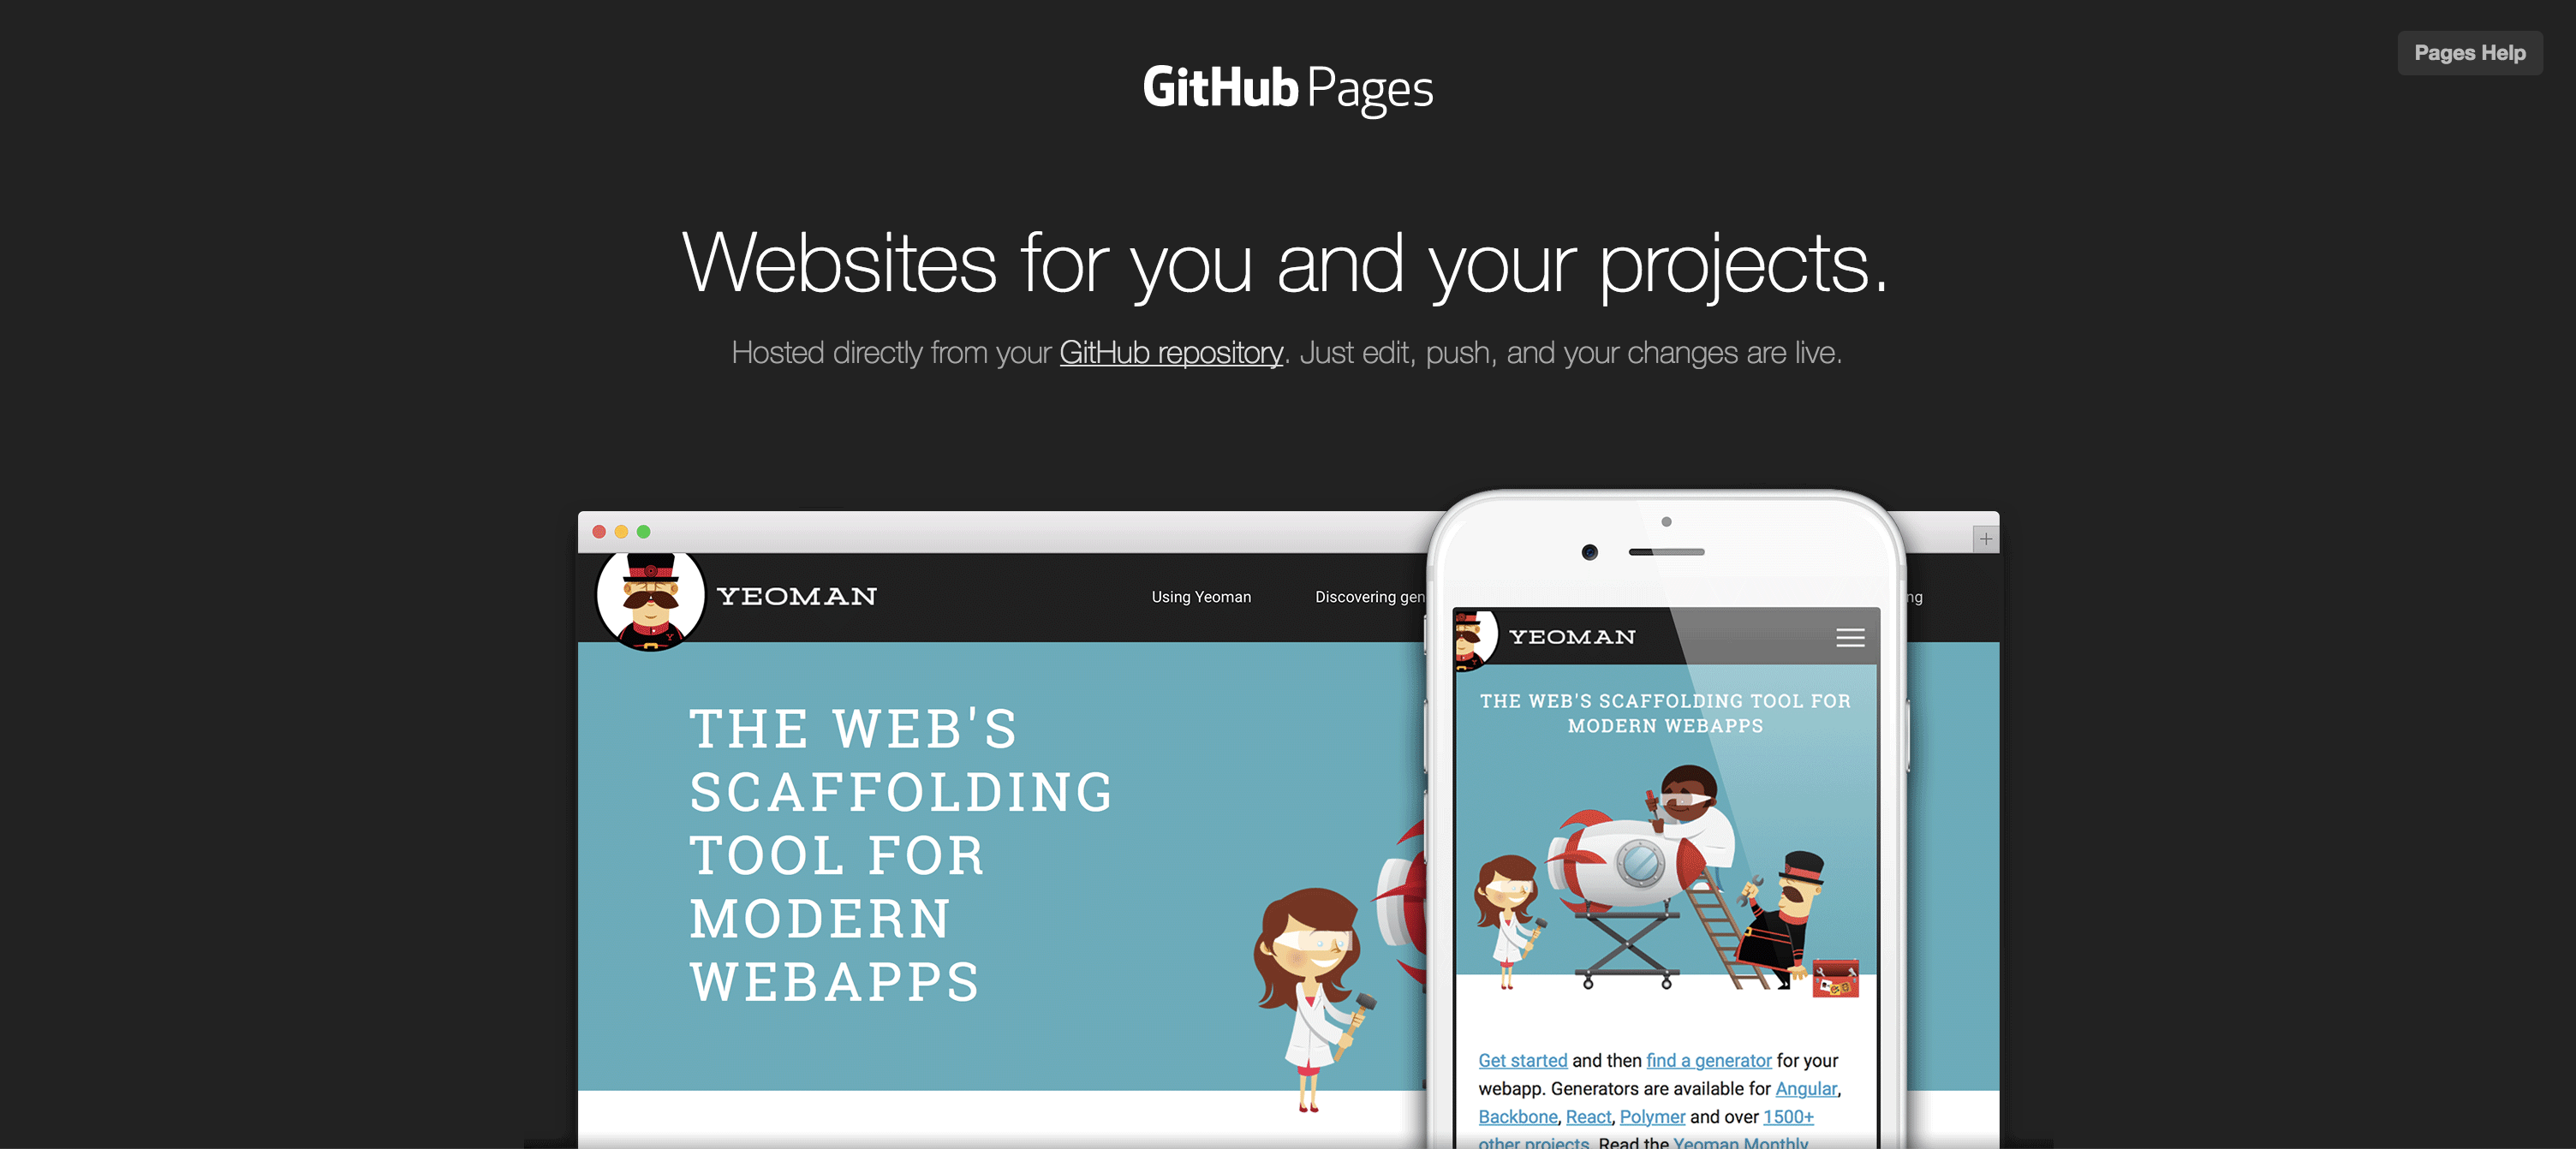 Pages Help
GitHub Pages
Websites for you and your projects.
Hosted directly from your GitHub repository. Just edit, push, and your changes are live.
YEOMAN
Using Yeoman
Discovering gen
ng
THE WEB'S
SCAFFOLDING
TOOL FOR
MODERN
WEBAPPS
YEOMAN
THE WEB'S SCAFFOLDING TOOL FOR
MODERN WEBAPPS
Get started and then find a generator for your
webapp. Generators are available for Angular,
Backbone, React, Polymer and over 1500+
other projects. Read the Yeoman Monthly